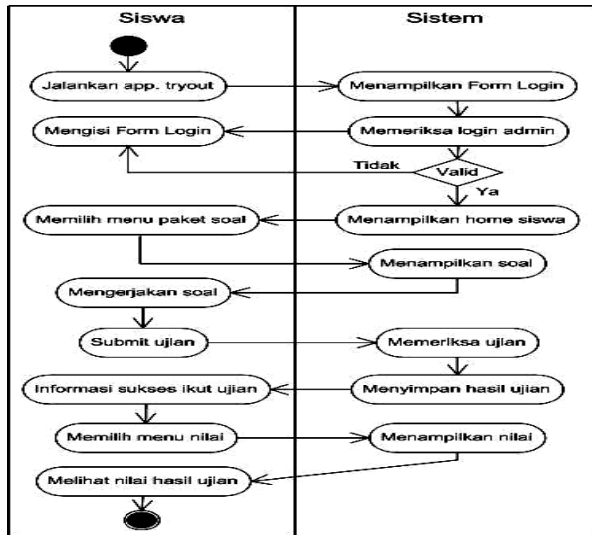 Siswa
Sistem
Jalankan app. tryout
Menampilkan Form Login
Mengisi Form Login
Memeriksa login admin
Tidak
Valid
Ya
Memilih menu paket soal
Menampilkan home siswa
Menampilkan soal
Mengerjakan soal
Submit ujian
Memeriksa ujian
Informasi sukses ikut ujian
Menyimpan hasil ujian
Memilih menu nilai
Menampilkan nilai
Melihat nilai hasil ujian